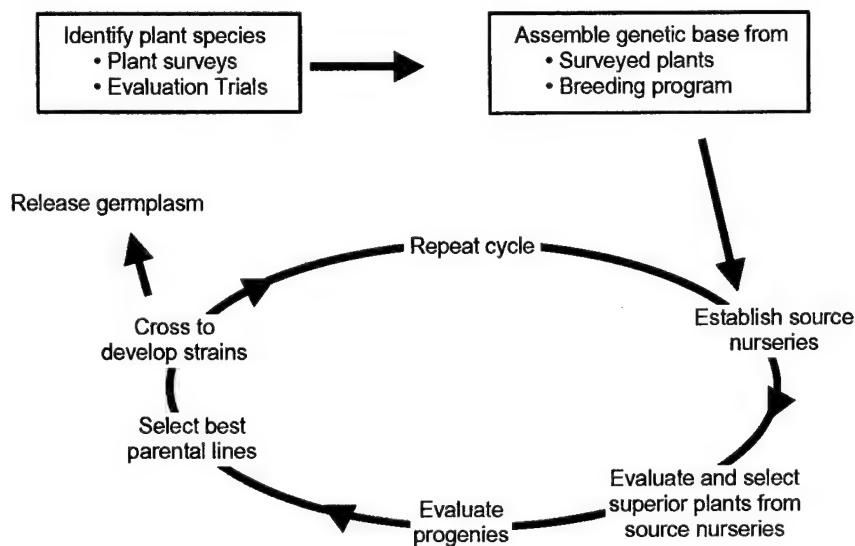 Identify plant species
• Plant surveys
• Evaluation Trials
Assemble genetic base from
• Surveyed plants
• Breeding program
Release germplasm
Repeat cycle
Establish source
nurseries
Evaluate and select
superior plants from
source nurseries
Evaluate
progenies
Select best
parental lines
Cross to
develop strains